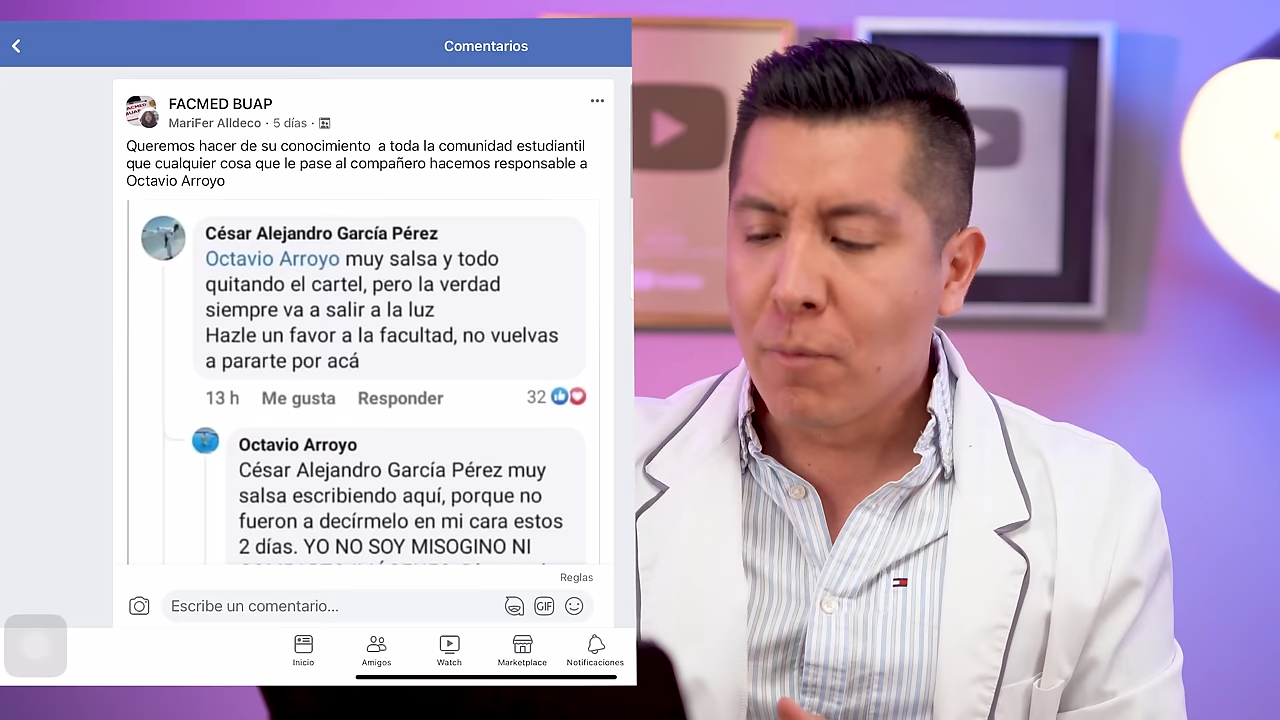 Comentarios
FACMED BUAP
MariFer Alldeco · 5 días ·
Queremos hacer de su conocimiento a toda la comunidad estudiantil
que cualquier cosa que le pase al compañero hacemos responsable a
Octavio Arroyo
César Alejandro García Pérez
Octavio Arroyo muy salsa y todo
quitando el cartel, pero la verdad
siempre va a salir a la luz
Hazle un favor a la facultad, no vuelvas
a pararte por acá
13 h Me gusta Responder 32
Octavio Arroyo
César Alejandro García Pérez muy
salsa escribiendo aquí, porque no
fueron a decírmelo en mi cara estos
2 días. YO NO SOY MISOGINO NI
Reglas
Escribe un comentario...
GIF
Inicio Amigos Watch Marketplace Notificaciones